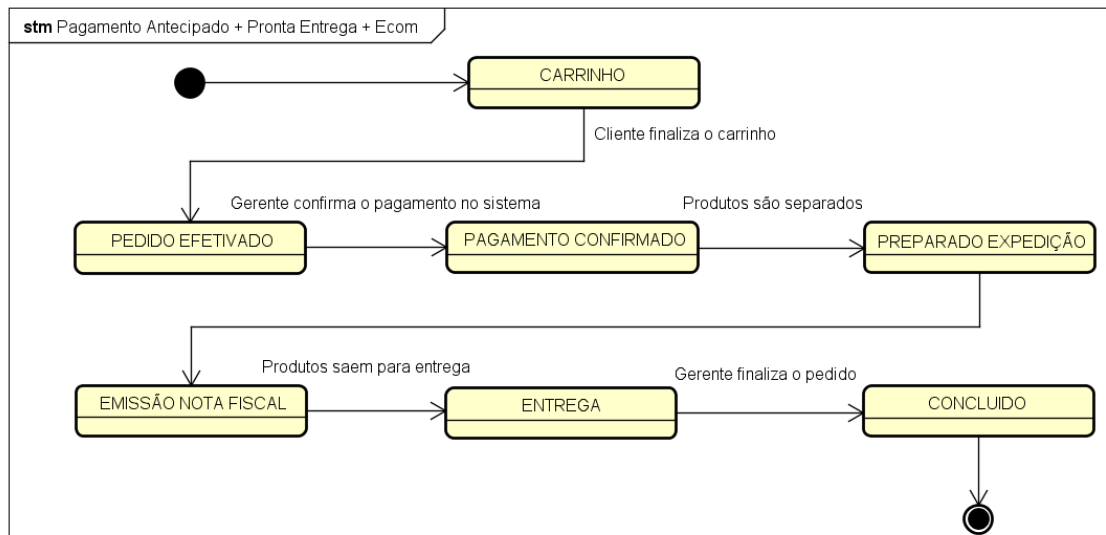 stm Pagamento Antecipado + Pronta Entrega + Ecom
CARRINHO
Cliente finaliza o carrinho
Gerente confirma o pagamento no sistema
Produtos são separados
PEDIDO EFETIVADO
PAGAMENTO CONFIRMADO
PREPARADO EXPEDIÇÃO
Produtos saem para entrega
Gerente finaliza o pedido
EMISSÃO NOTA FISCAL
ENTREGA
CONCLUIDO